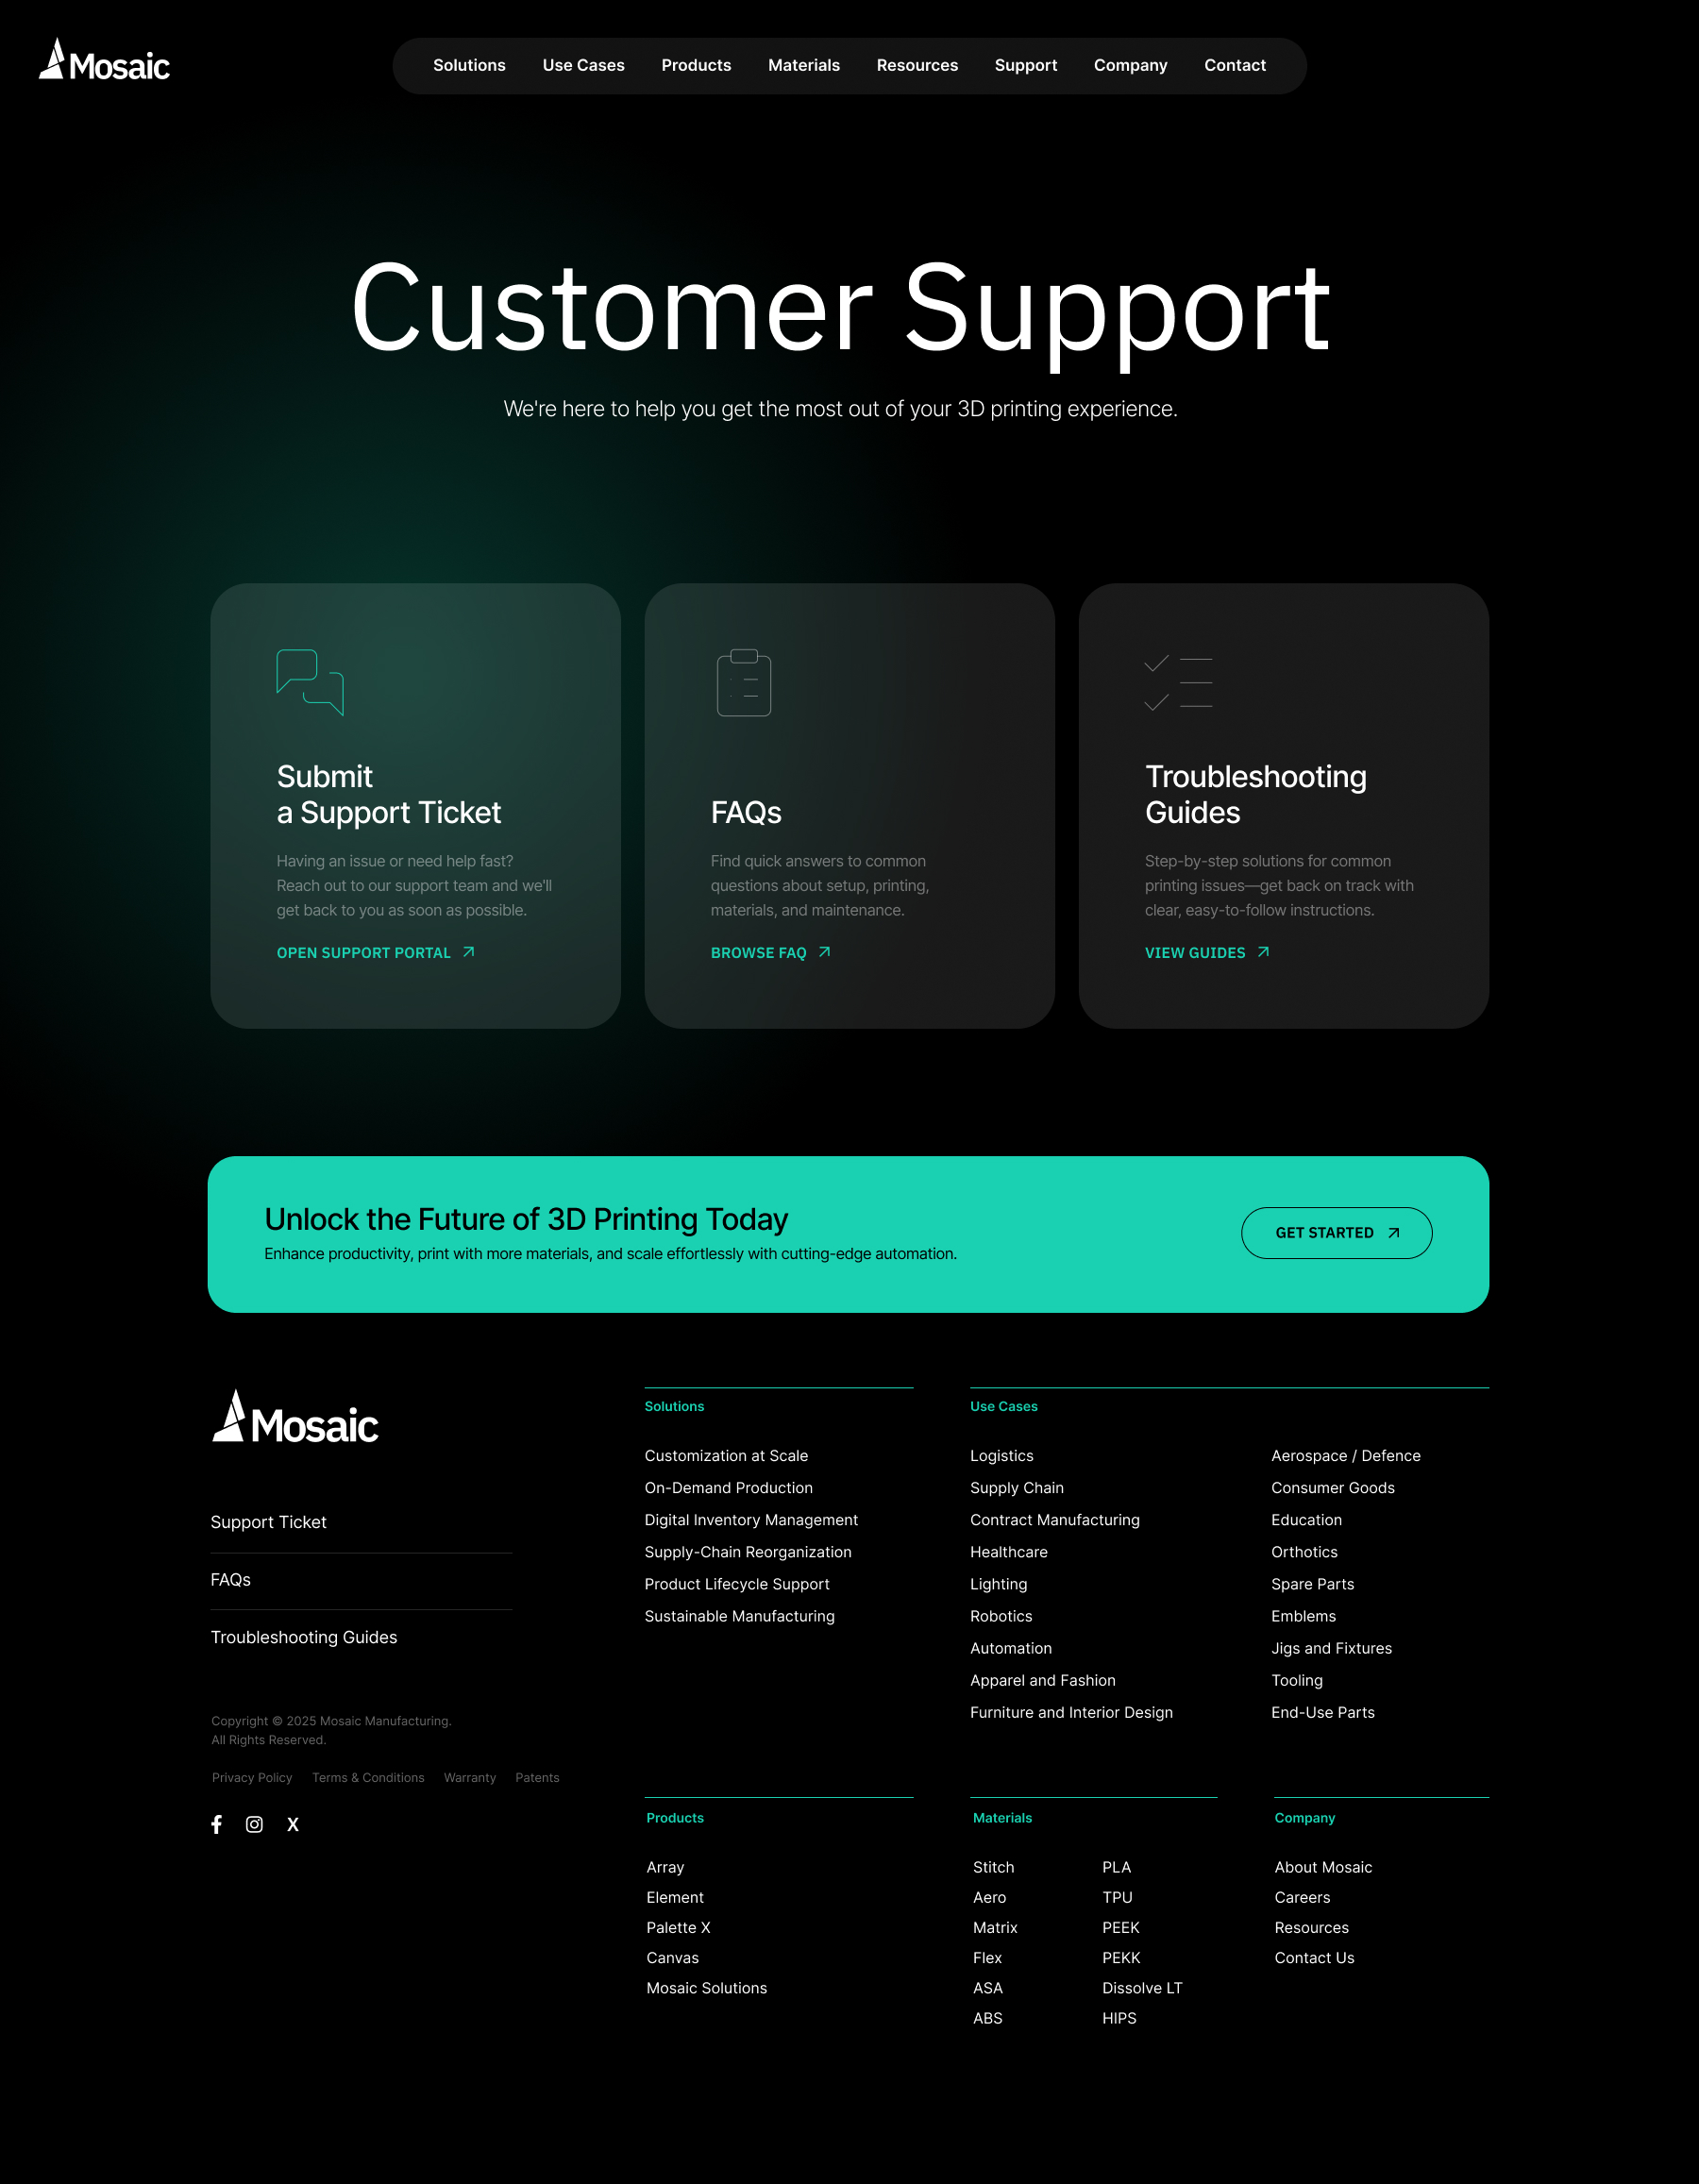 Mosaic
Solutions Use Cases Products Materials Resources Support Company Contact
Customer Support
We're here to help you get the most out of your 3D printing experience.
Submit
a Support Ticket
Having an issue or need help fast?
Reach out to our support team and we'll
get back to you as soon as possible.
OPEN SUPPORT PORTAL
FAQs
Find quick answers to common
questions about setup, printing,
materials, and maintenance.
BROWSE FAQ
Troubleshooting
Guides
Step-by-step solutions for common
printing issues—get back on track with
clear, easy-to-follow instructions.
VIEW GUIDES
Unlock the Future of 3D Printing Today
Enhance productivity, print with more materials, and scale effortlessly with cutting-edge automation.
GET STARTED
Mosaic
Support Ticket
FAQs
Troubleshooting Guides
Copyright © 2025 Mosaic Manufacturing.
All Rights Reserved.
Privacy Policy Terms & Conditions Warranty Patents
X
Solutions
Customization at Scale
On-Demand Production
Digital Inventory Management
Supply-Chain Reorganization
Product Lifecycle Support
Sustainable Manufacturing
Use Cases
Logistics
Supply Chain
Contract Manufacturing
Healthcare
Lighting
Robotics
Automation
Apparel and Fashion
Furniture and Interior Design
Aerospace / Defence
Consumer Goods
Education
Orthotics
Spare Parts
Emblems
Jigs and Fixtures
Tooling
End-Use Parts
Products
Array
Element
Palette X
Canvas
Mosaic Solutions
Materials
Stitch
Aero
Matrix
Flex
ASA
ABS
PLA
TPU
PEEK
PEKK
Dissolve LT
HIPS
Company
About Mosaic
Careers
Resources
Contact Us